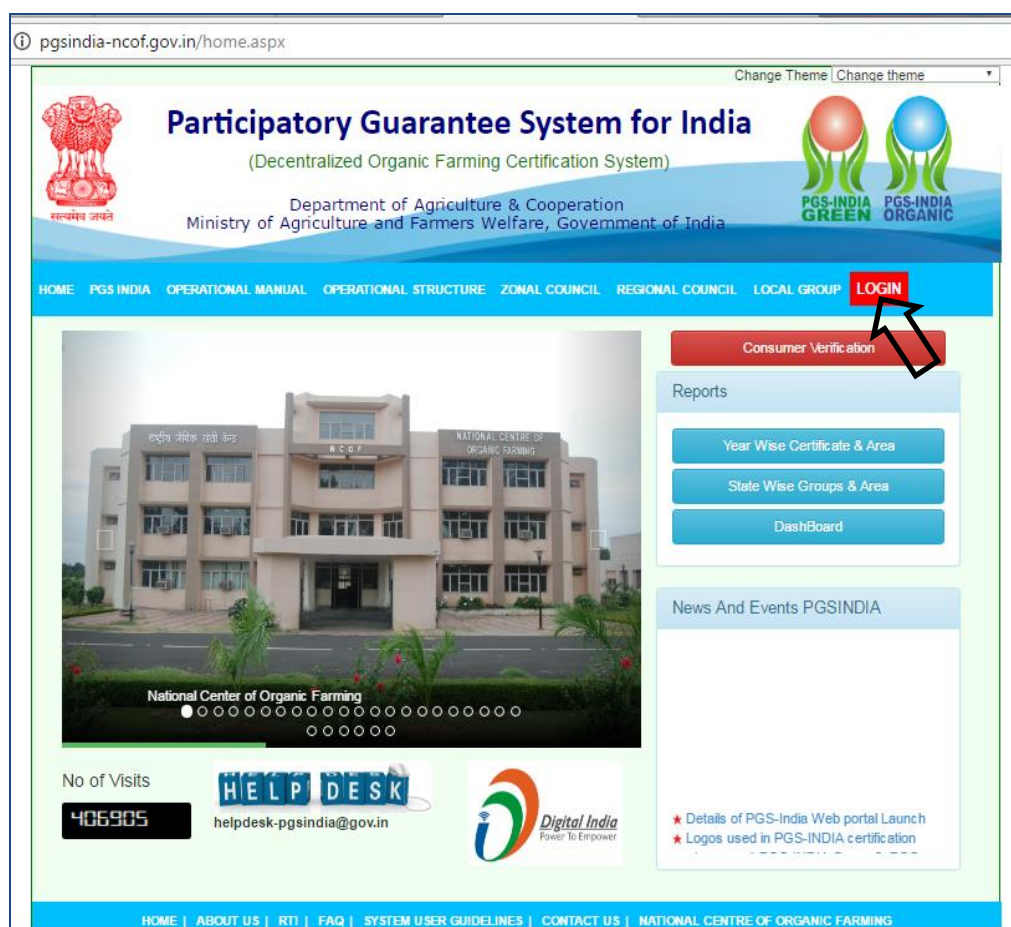 pgsindia-ncof.gov.in/home.aspx
Change Theme Change theme
Participatory Guarantee System for India
(Decentralized Organic Farming Certification System)
Department of Agriculture & Cooperation
Ministry of Agriculture and Farmers Welfare, Government of India
सत्यमेव जयते
PGS-INDIA GREEN
PGS-INDIA ORGANIC
HOME PGS INDIA OPERATIONAL MANUAL OPERATIONAL STRUCTURE ZONAL COUNCIL REGIONAL COUNCIL LOCAL GROUP LOGIN
Consumer Verification
Reports
Year Wise Certificate & Area
State Wise Groups & Area
DashBoard
राष्ट्रीय जैविक खेती केन्द्र
NCOF
NATIONAL CENTRE OF
ORGANIC FARMING
National Center of Organic Farming
News And Events PGSINDIA
Details of PGS-India Web portal Launch
Logos used in PGS-INDIA certification
No of Visits
406905
HELP DESK
helpdesk-pgsindia@gov.in
Digital India
Power To Empower
HOME | ABOUT US | RTI | FAQ | SYSTEM USER GUIDELINES | CONTACT US | NATIONAL CENTRE OF ORGANIC FARMING